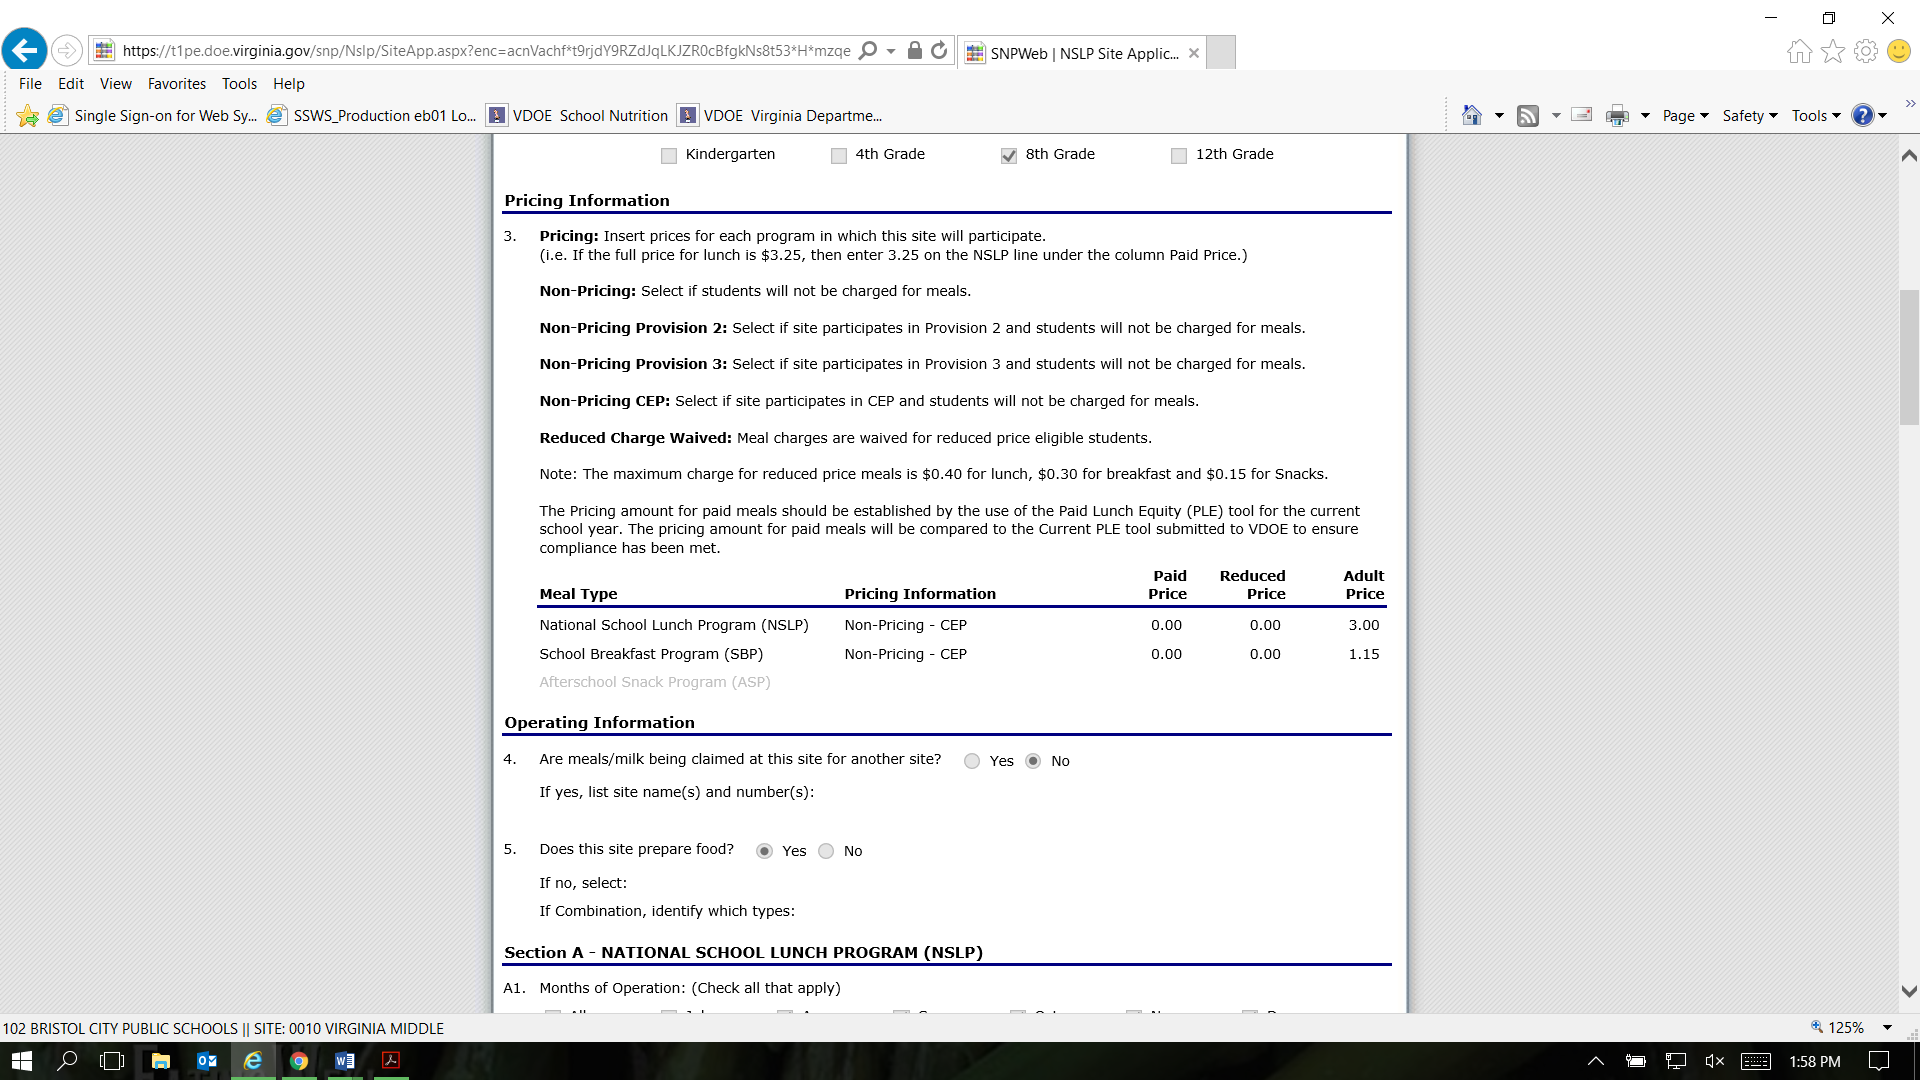 https://t1pe.doe.virginia.gov/snp/Nslp/SiteApp.aspx?enc=acnVachf*t9rjdY9RZdJqLKJZR0cBfgkNs8t53*H*mzqe
SNPWeb | NSLP Site Applic...
File Edit View Favorites Tools Help
Single Sign-on for Web Sy... SSWS_Production eb01 Lo... VDOE School Nutrition VDOE Virginia Departme... Page Safety Tools
Kindergarten 4th Grade 8th Grade 12th Grade
Pricing Information
3. Pricing: Insert prices for each program in which this site will participate.
(i.e. If the full price for lunch is $3.25, then enter 3.25 on the NSLP line under the column Paid Price.)
Non-Pricing: Select if students will not be charged for meals.
Non-Pricing Provision 2: Select if site participates in Provision 2 and students will not be charged for meals.
Non-Pricing Provision 3: Select if site participates in Provision 3 and students will not be charged for meals.
Non-Pricing CEP: Select if site participates in CEP and students will not be charged for meals.
Reduced Charge Waived: Meal charges are waived for reduced price eligible students.
Note: The maximum charge for reduced price meals is $0.40 for lunch, $0.30 for breakfast and $0.15 for Snacks.
The Pricing amount for paid meals should be established by the use of the Paid Lunch Equity (PLE) tool for the current
school year. The pricing amount for paid meals will be compared to the Current PLE tool submitted to VDOE to ensure
compliance has been met.
Paid Reduced Adult
Meal Type Pricing Information Price Price Price
National School Lunch Program (NSLP) Non-Pricing - CEP 0.00 0.00 3.00
School Breakfast Program (SBP) Non-Pricing - CEP 0.00 0.00 1.15
Afterschool Snack Program (ASP)
Operating Information
4. Are meals/milk being claimed at this site for another site? Yes No
If yes, list site name(s) and number(s):
5. Does this site prepare food? Yes No
If no, select:
If Combination, identify which types:
Section A - NATIONAL SCHOOL LUNCH PROGRAM (NSLP)
A1. Months of Operation: (Check all that apply)
102 BRISTOL CITY PUBLIC SCHOOLS || SITE: 0010 VIRGINIA MIDDLE 125%
1:58 PM